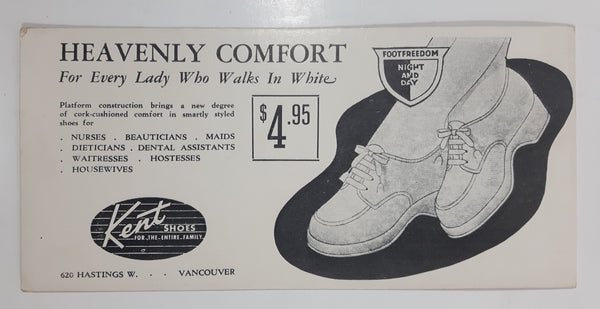 HEAVENLY COMFORT
For Every Lady Who Walks In White
Platform construction brings a new degree
of cork-cushioned comfort in smartly styled
shoes for
. NURSES . BEAUTICIANS . MAIDS
. DIETICIANS . DENTAL ASSISTANTS
. WAITRESSES . HOSTESSES
. HOUSEWIVES
$4.95
FOOTFREEDOM
NIGHT
AND
DAY
Kent
SHOES
FOR.THE.ENTIRE.FAMILY
626 HASTINGS W. . . VANCOUVER